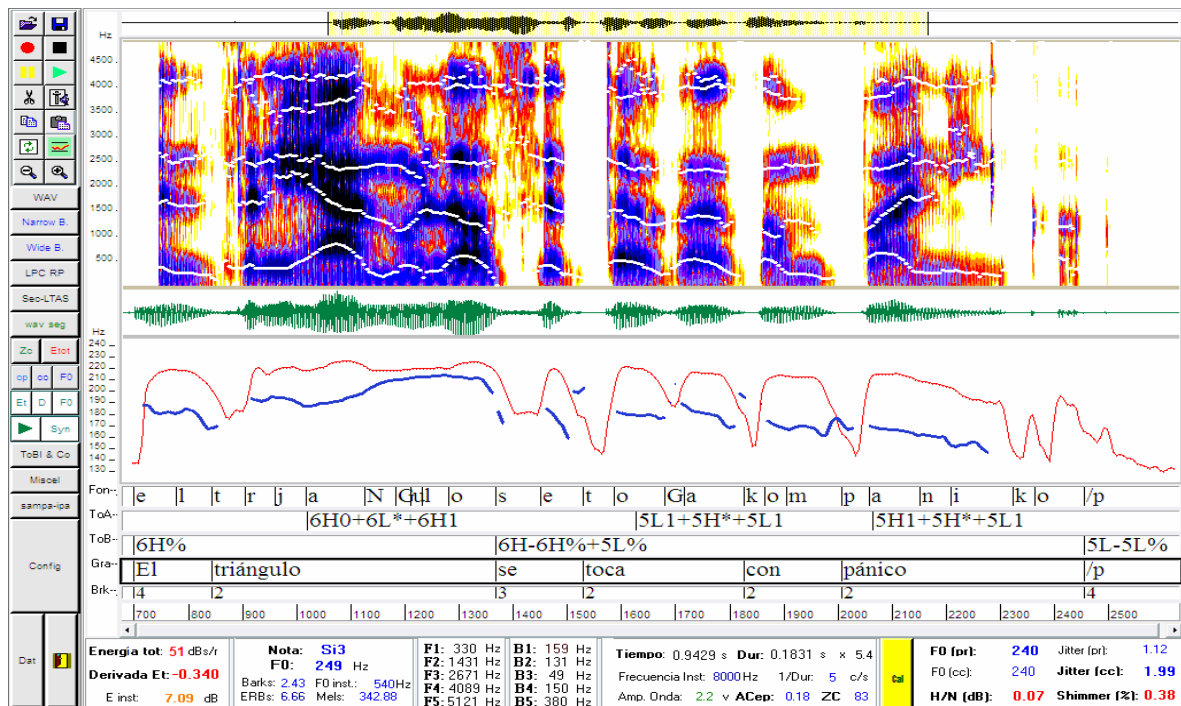 Hz
4500
4000
3500
3000
2500
2000
1500
1000
500
WAV
Narrow B.
Wide B.
LPC RP
Sec-LTAS
wav seg
Zc Etot
cp cc F0
Et D F0
Syn
ToBI & Co
Miscel
sampa-ipa
Config
Dat
Hz
240
230
220
210
200
190
180
170
160
150
140
130
Fon-- e l t r j a N G u l o s e t o G a k o m p a n i k o /p
ToA-- 6H0+6L*+6H1 5L1+5H*+5L1 5H1+5H*+5L1
ToB-- 6H% 6H-6H%+5L% 5L-5L%
Gra-- El triángulo se toca con pánico /p
Brk-- 4 2 3 2 2 2 4
700 800 900 1000 1100 1200 1300 1400 1500 1600 1700 1800 1900 2000 2100 2200 2300 2400 2500
Energía tot: 51 dBs/r
Derivada Et: -0.340
E inst: 7.09 dB
Nota: Si3
F0: 249 Hz
Barks: 2.43 F0 inst.: 540Hz
ERBs: 6.66 Mels: 342.88
F1: 330 Hz B1: 159 Hz
F2: 1431 Hz B2: 131 Hz
F3: 2671 Hz B3: 49 Hz
F4: 4089 Hz B4: 150 Hz
F5: 5121 Hz B5: 380 Hz
Tiempo: 0.9429 s Dur: 0.1831 s x 5.4
Frecuencia Inst: 8000Hz 1/Dur: 5 c/s
Amp. Onda: 2.2 v ACep: 0.18 ZC 83
Cal
F0 (pr): 240 Jitter (pr): 1.12
F0 (cc): 240 Jitter (cc): 1.99
H/N (dB): 0.07 Shimmer (%): 0.38